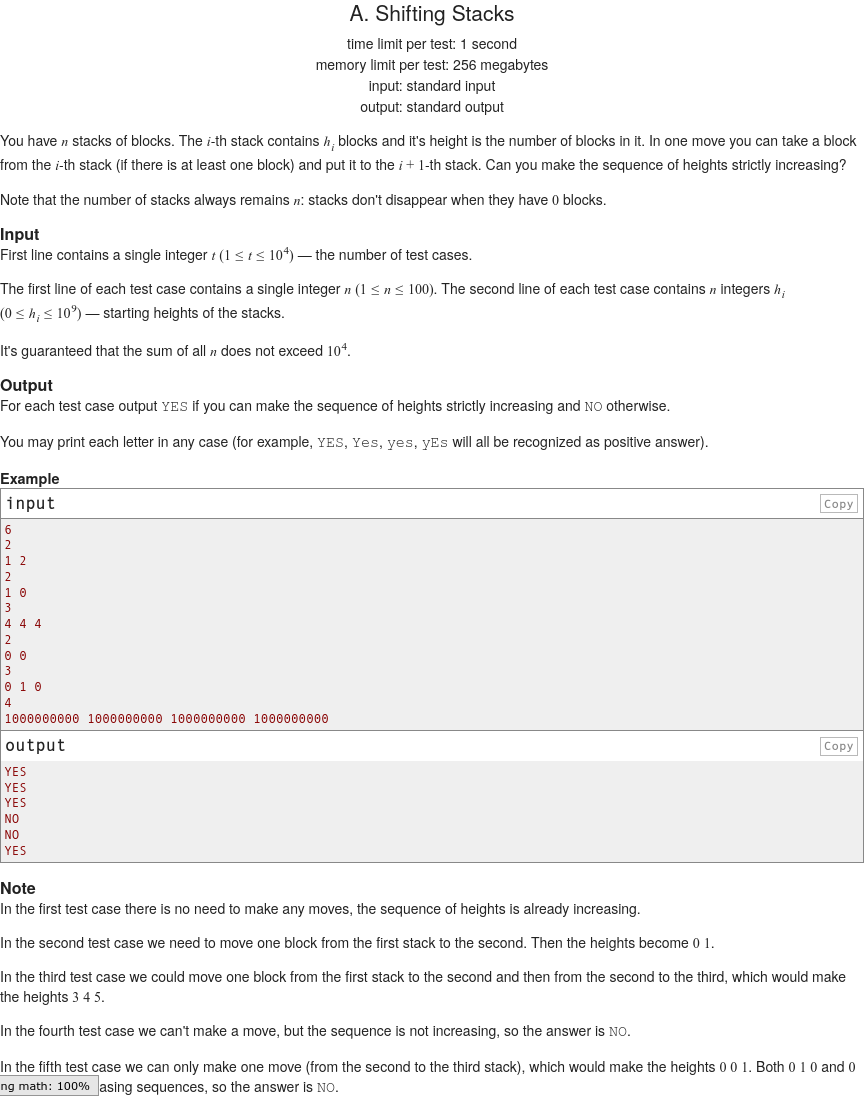 A. Shifting Stacks
time limit per test: 1 second
memory limit per test: 256 megabytes
input: standard input
output: standard output
You have n stacks of blocks. The i-th stack contains h_i blocks and it's height is the number of blocks in it. In one move you can take a block
from the i-th stack (if there is at least one block) and put it to the i + 1-th stack. Can you make the sequence of heights strictly increasing?
Note that the number of stacks always remains n: stacks don't disappear when they have 0 blocks.
Input
First line contains a single integer t (1 ≤ t ≤ 10^4) — the number of test cases.
The first line of each test case contains a single integer n (1 ≤ n ≤ 100). The second line of each test case contains n integers h_i
(0 ≤ h_i ≤ 10^9) — starting heights of the stacks.
It's guaranteed that the sum of all n does not exceed 10^4.
Output
For each test case output YES if you can make the sequence of heights strictly increasing and NO otherwise.
You may print each letter in any case (for example, YES, Yes, yes, yEs will all be recognized as positive answer).
Example
input Copy
6
2
1 2
2
1 0
3
4 4 4
2
0 0
3
0 1 0
4
1000000000 1000000000 1000000000 1000000000
output Copy
YES
YES
YES
NO
NO
YES
Note
In the first test case there is no need to make any moves, the sequence of heights is already increasing.
In the second test case we need to move one block from the first stack to the second. Then the heights become 0 1.
In the third test case we could move one block from the first stack to the second and then from the second to the third, which would make
the heights 3 4 5.
In the fourth test case we can't make a move, but the sequence is not increasing, so the answer is NO.
In the fifth test case we can only make one move (from the second to the third stack), which would make the heights 0 0 1. Both 0 1 0 and 0
ng math: 100% asing sequences, so the answer is NO.